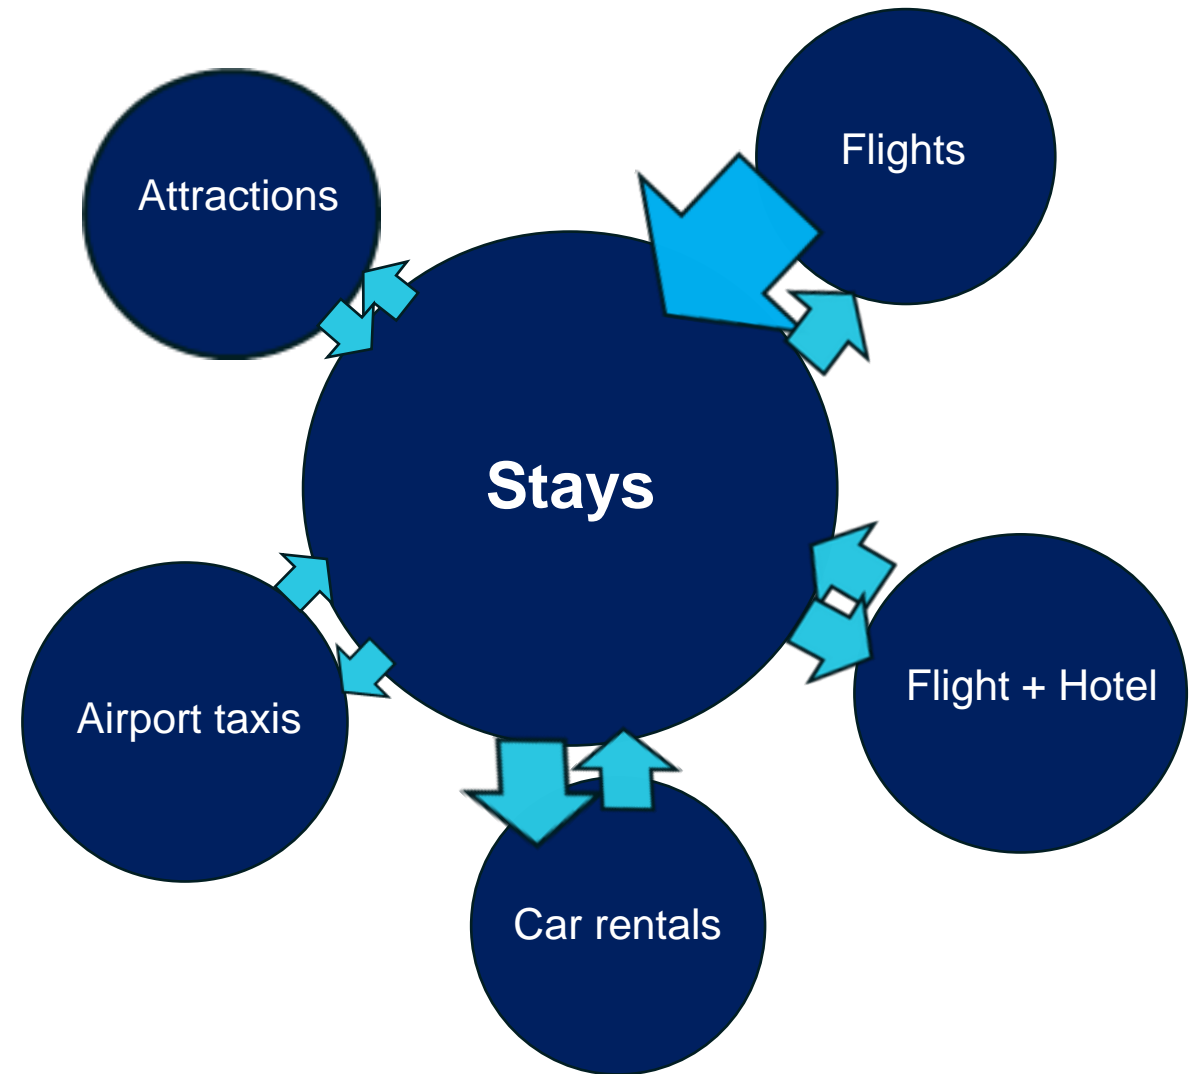 Flights
Attractions
Stays
Flight + Hotel
Airport taxis
Car rentals